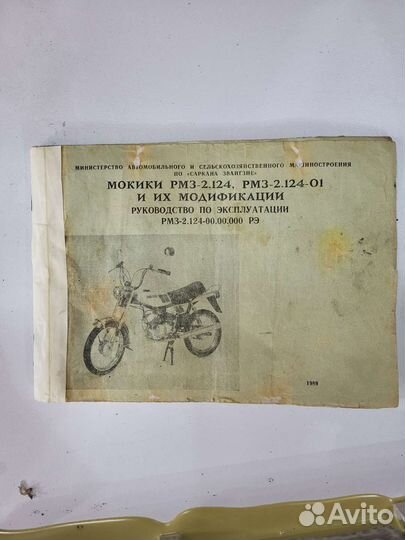 МИНИСТЕРСТВО АВТОМОБИЛЬНОГО И СЕЛЬСКОХОЗЯЙСТВЕННОГО МАШИНОСТРОЕНИЯ
ПО «САРКАНА ЗВАЙГЗНЕ»
МОКИКИ РМЗ-2.124, РМЗ-2.124-01
И ИХ МОДИФИКАЦИИ
РУКОВОДСТВО ПО ЭКСПЛУАТАЦИИ
РМЗ-2.124-00.00.000 РЭ
1989
Avito